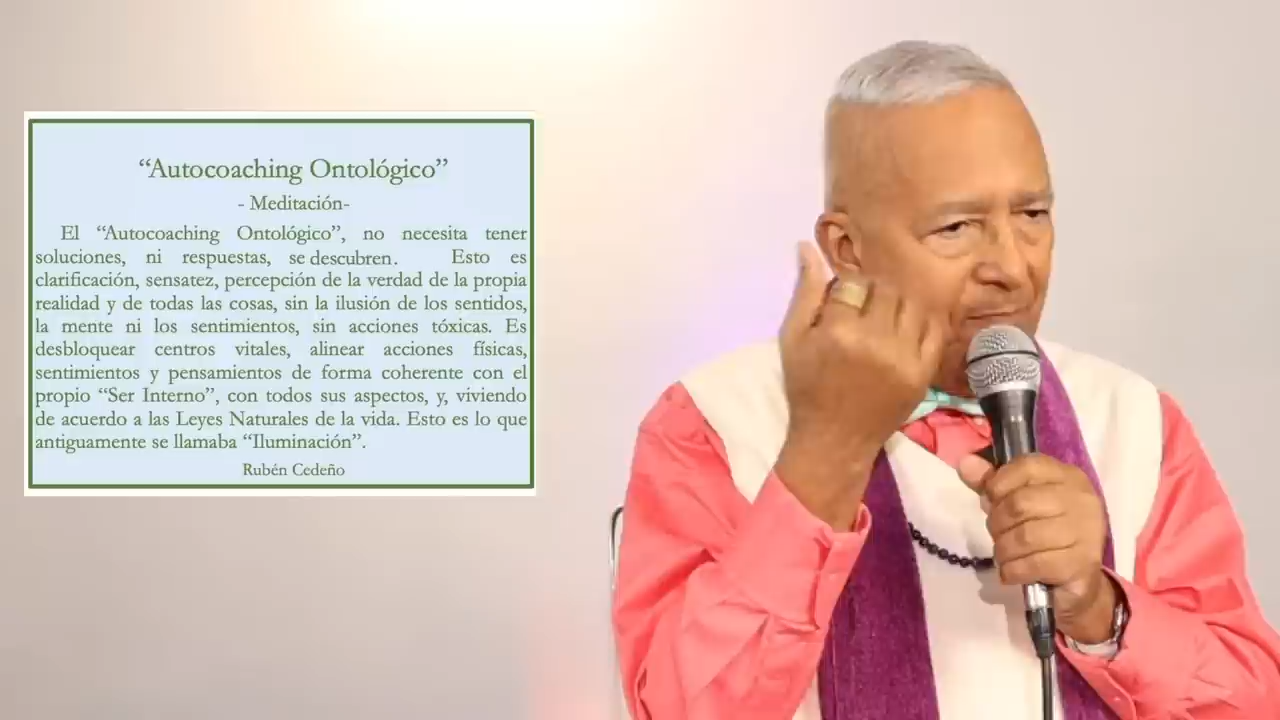 “Autocoaching Ontológico”
- Meditación-
El “Autocoaching Ontológico”, no necesita tener
soluciones, ni respuestas, se descubren. Esto es
clarificación, sensatez, percepción de la verdad de la propia
realidad y de todas las cosas, sin la ilusión de los sentidos,
la mente ni los sentimientos, sin acciones tóxicas. Es
desbloquear centros vitales, alinear acciones físicas,
sentimientos y pensamientos de forma coherente con el
propio “Ser Interno”, con todos sus aspectos, y, viviendo
de acuerdo a las Leyes Naturales de la vida. Esto es lo que
antiguamente se llamaba “Iluminación”.
Rubén Cedeño